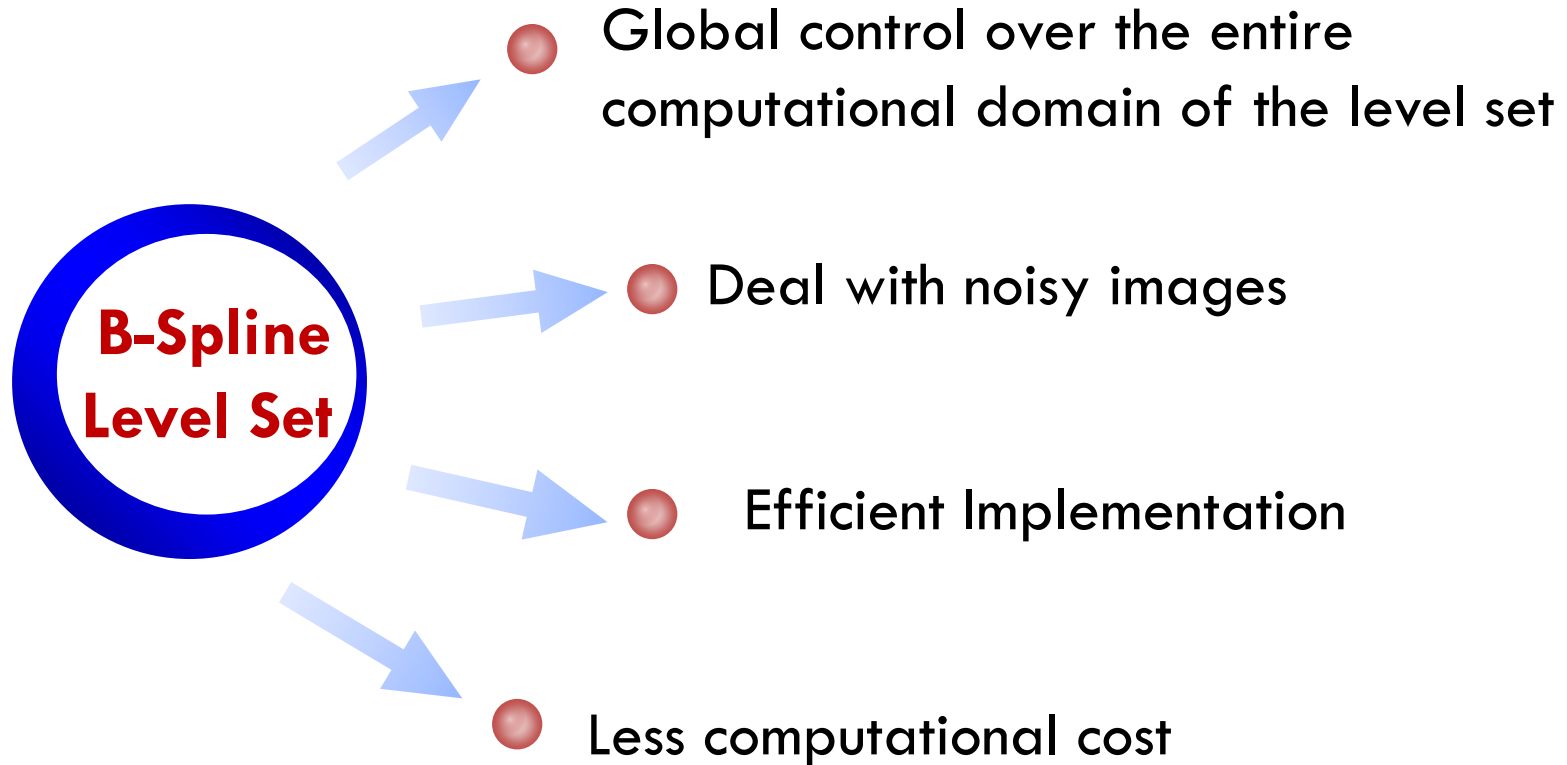 Global control over the entire
computational domain of the level set
Deal with noisy images
B-Spline
Level Set
Efficient Implementation
Less computational cost